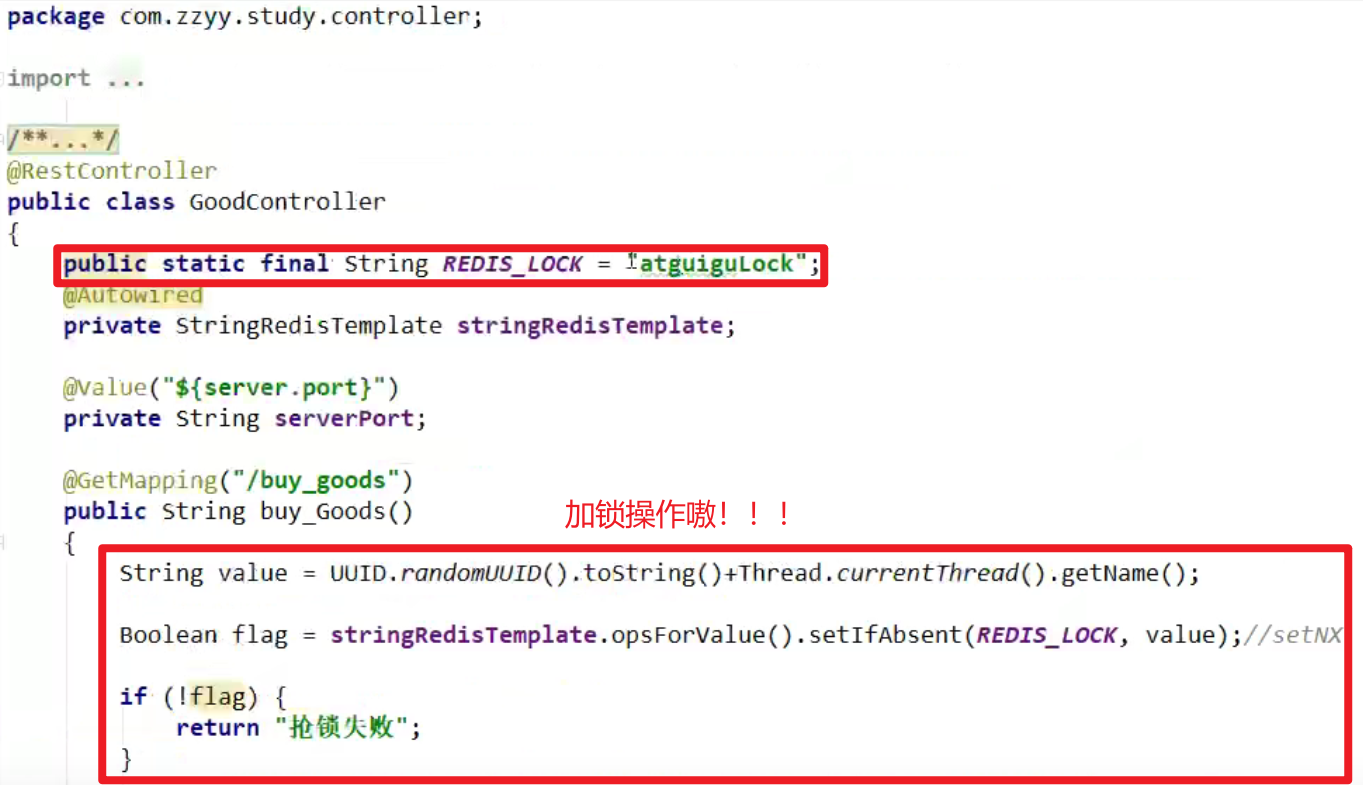 package com.zzyy.study.controller;
import ...
/**...*/
@RestController
public class GoodController
{
public static final String REDIS_LOCK = "atguiguLock";
@Autowired
private StringRedisTemplate stringRedisTemplate;
@Value("${server.port}")
private String serverPort;
@GetMapping("/buy_goods")
public String buy_Goods()
加锁操作嗷！！！
{
String value = UUID.randomUUID().toString()+Thread.currentThread().getName();
Boolean flag = stringRedisTemplate.opsForValue().setIfAbsent(REDIS_LOCK, value);//setNX
if (!flag) {
return "抢锁失败";
}